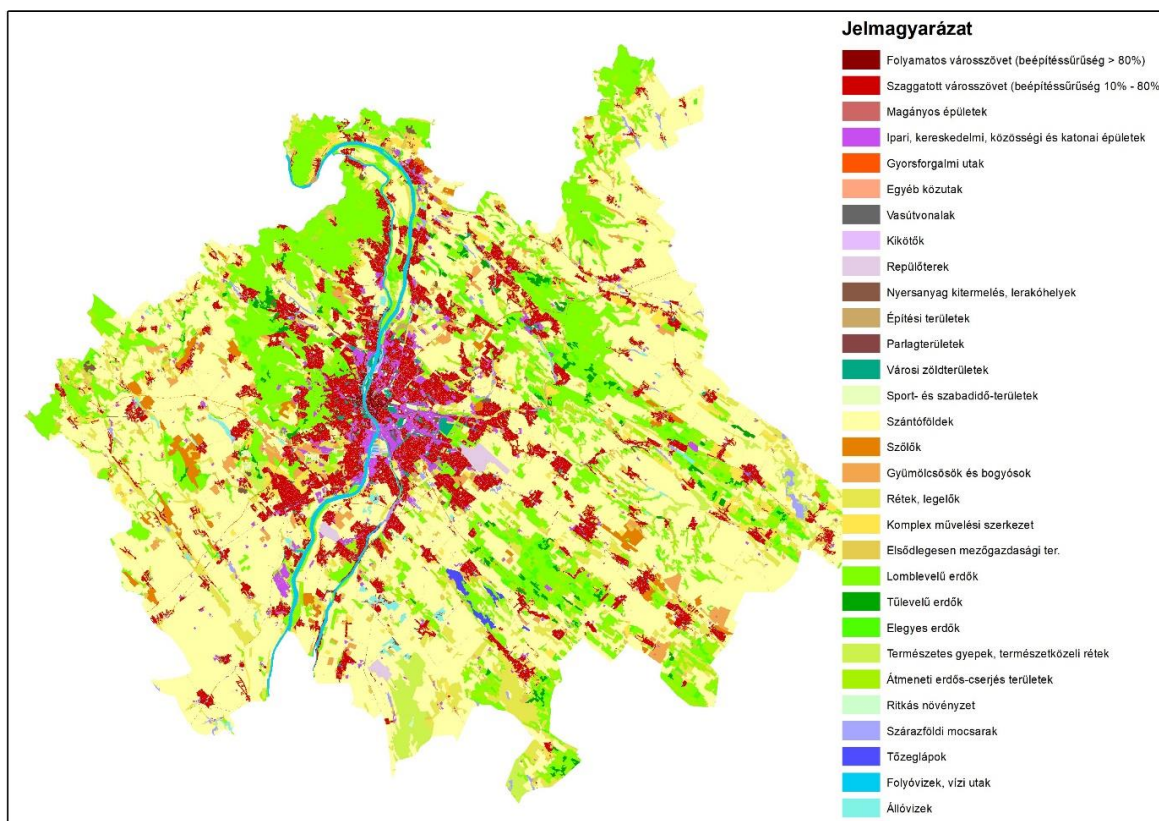 Jelmagyarázat
Folyamatos városszövet (beépítéssűrűség > 80%)
Szaggatott városszövet (beépítéssűrűség 10% - 80%
Magányos épületek
Ipari, kereskedelmi, közösségi és katonai épületek
Gyorsforgalmi utak
Egyéb közutak
Vasútvonalak
Kikötők
Repülőterek
Nyersanyag kitermelés, lerakóhelyek
Építési területek
Parlagterületek
Városi zöldterületek
Sport- és szabadidő-területek
Szántóföldek
Szőlők
Gyümölcsösök és bogyósok
Rétek, legelők
Komplex művelési szerkezet
Elsődlegesen mezőgazdasági ter.
Lomblevelű erdők
Tűlevelű erdők
Elegyes erdők
Természetes gyepek, természetközeli rétek
Átmeneti erdős-cserjés területek
Ritkás növényzet
Szárazföldi mocsarak
Tőzeglápok
Folyóvizek, vízi utak
Állóvizek